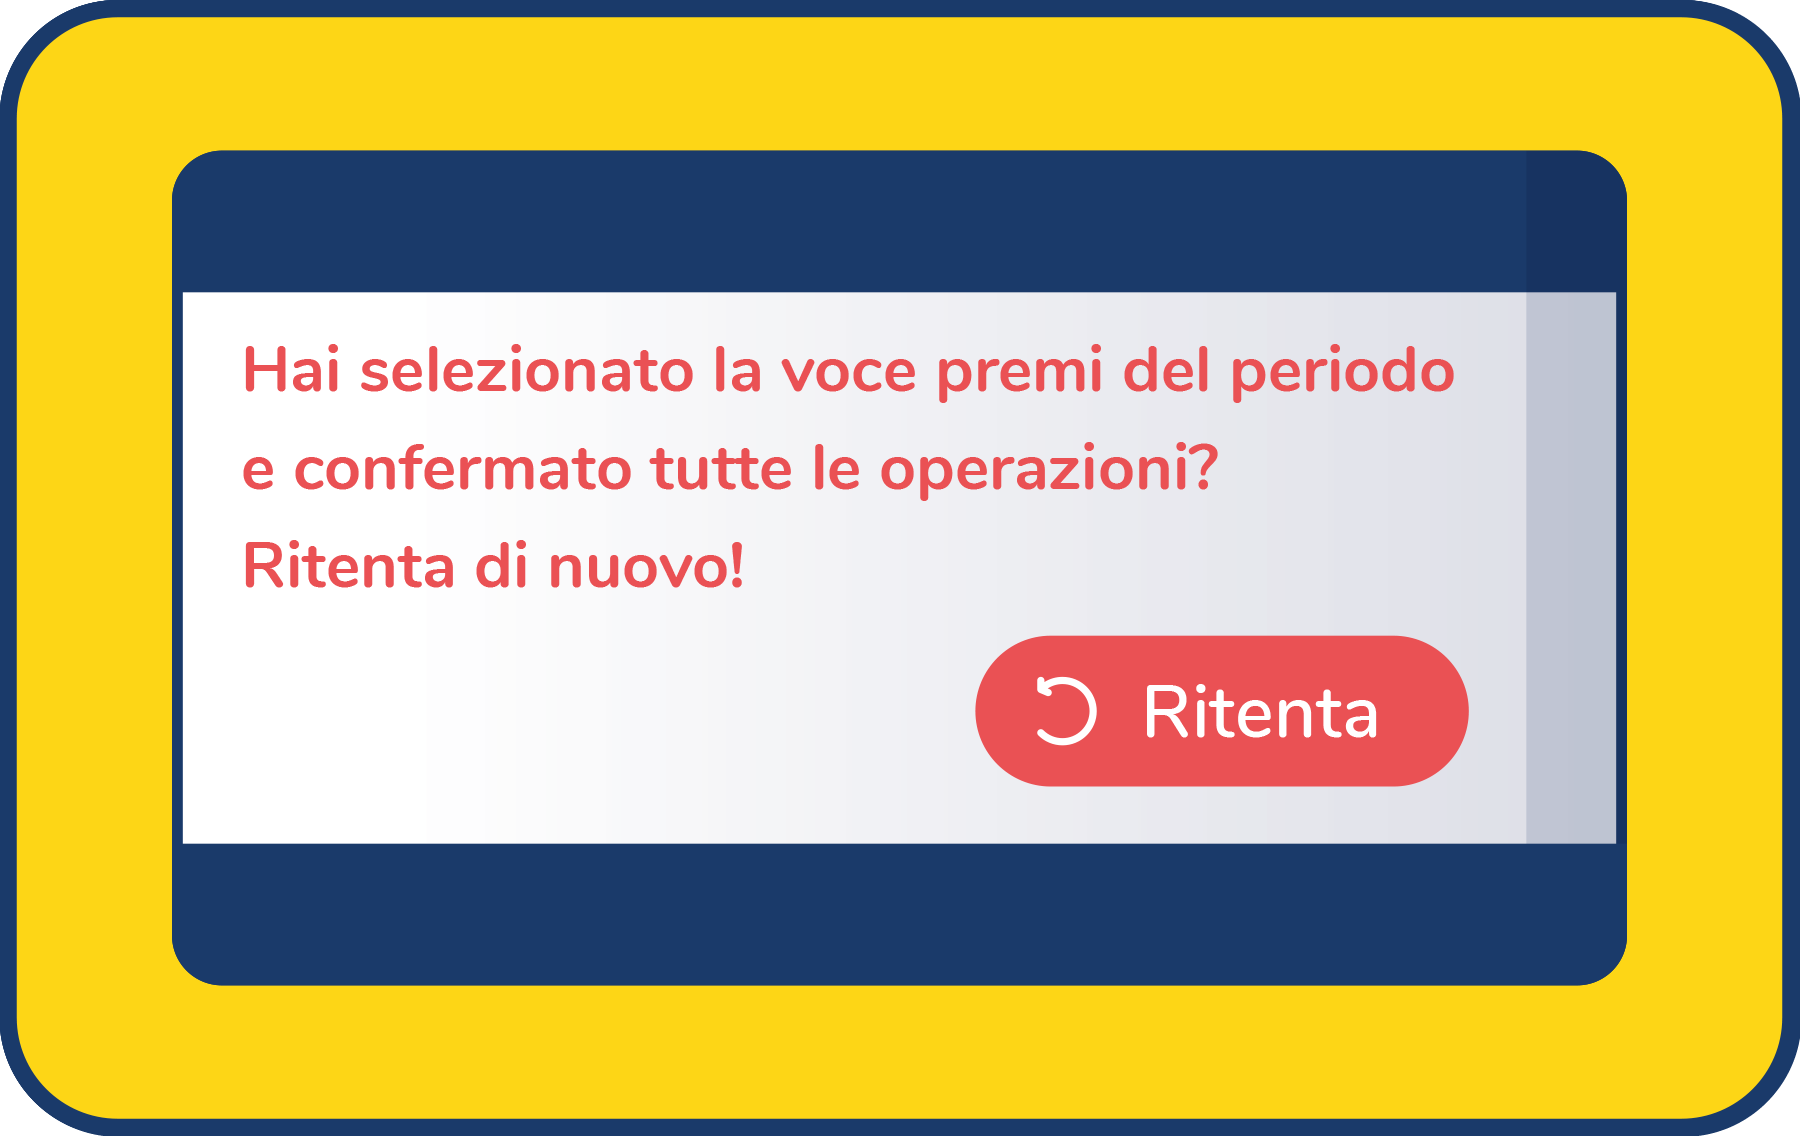 Hai selezionato la voce premi del periodo
e confermato tutte le operazioni?
Ritenta di nuovo!
Ritenta